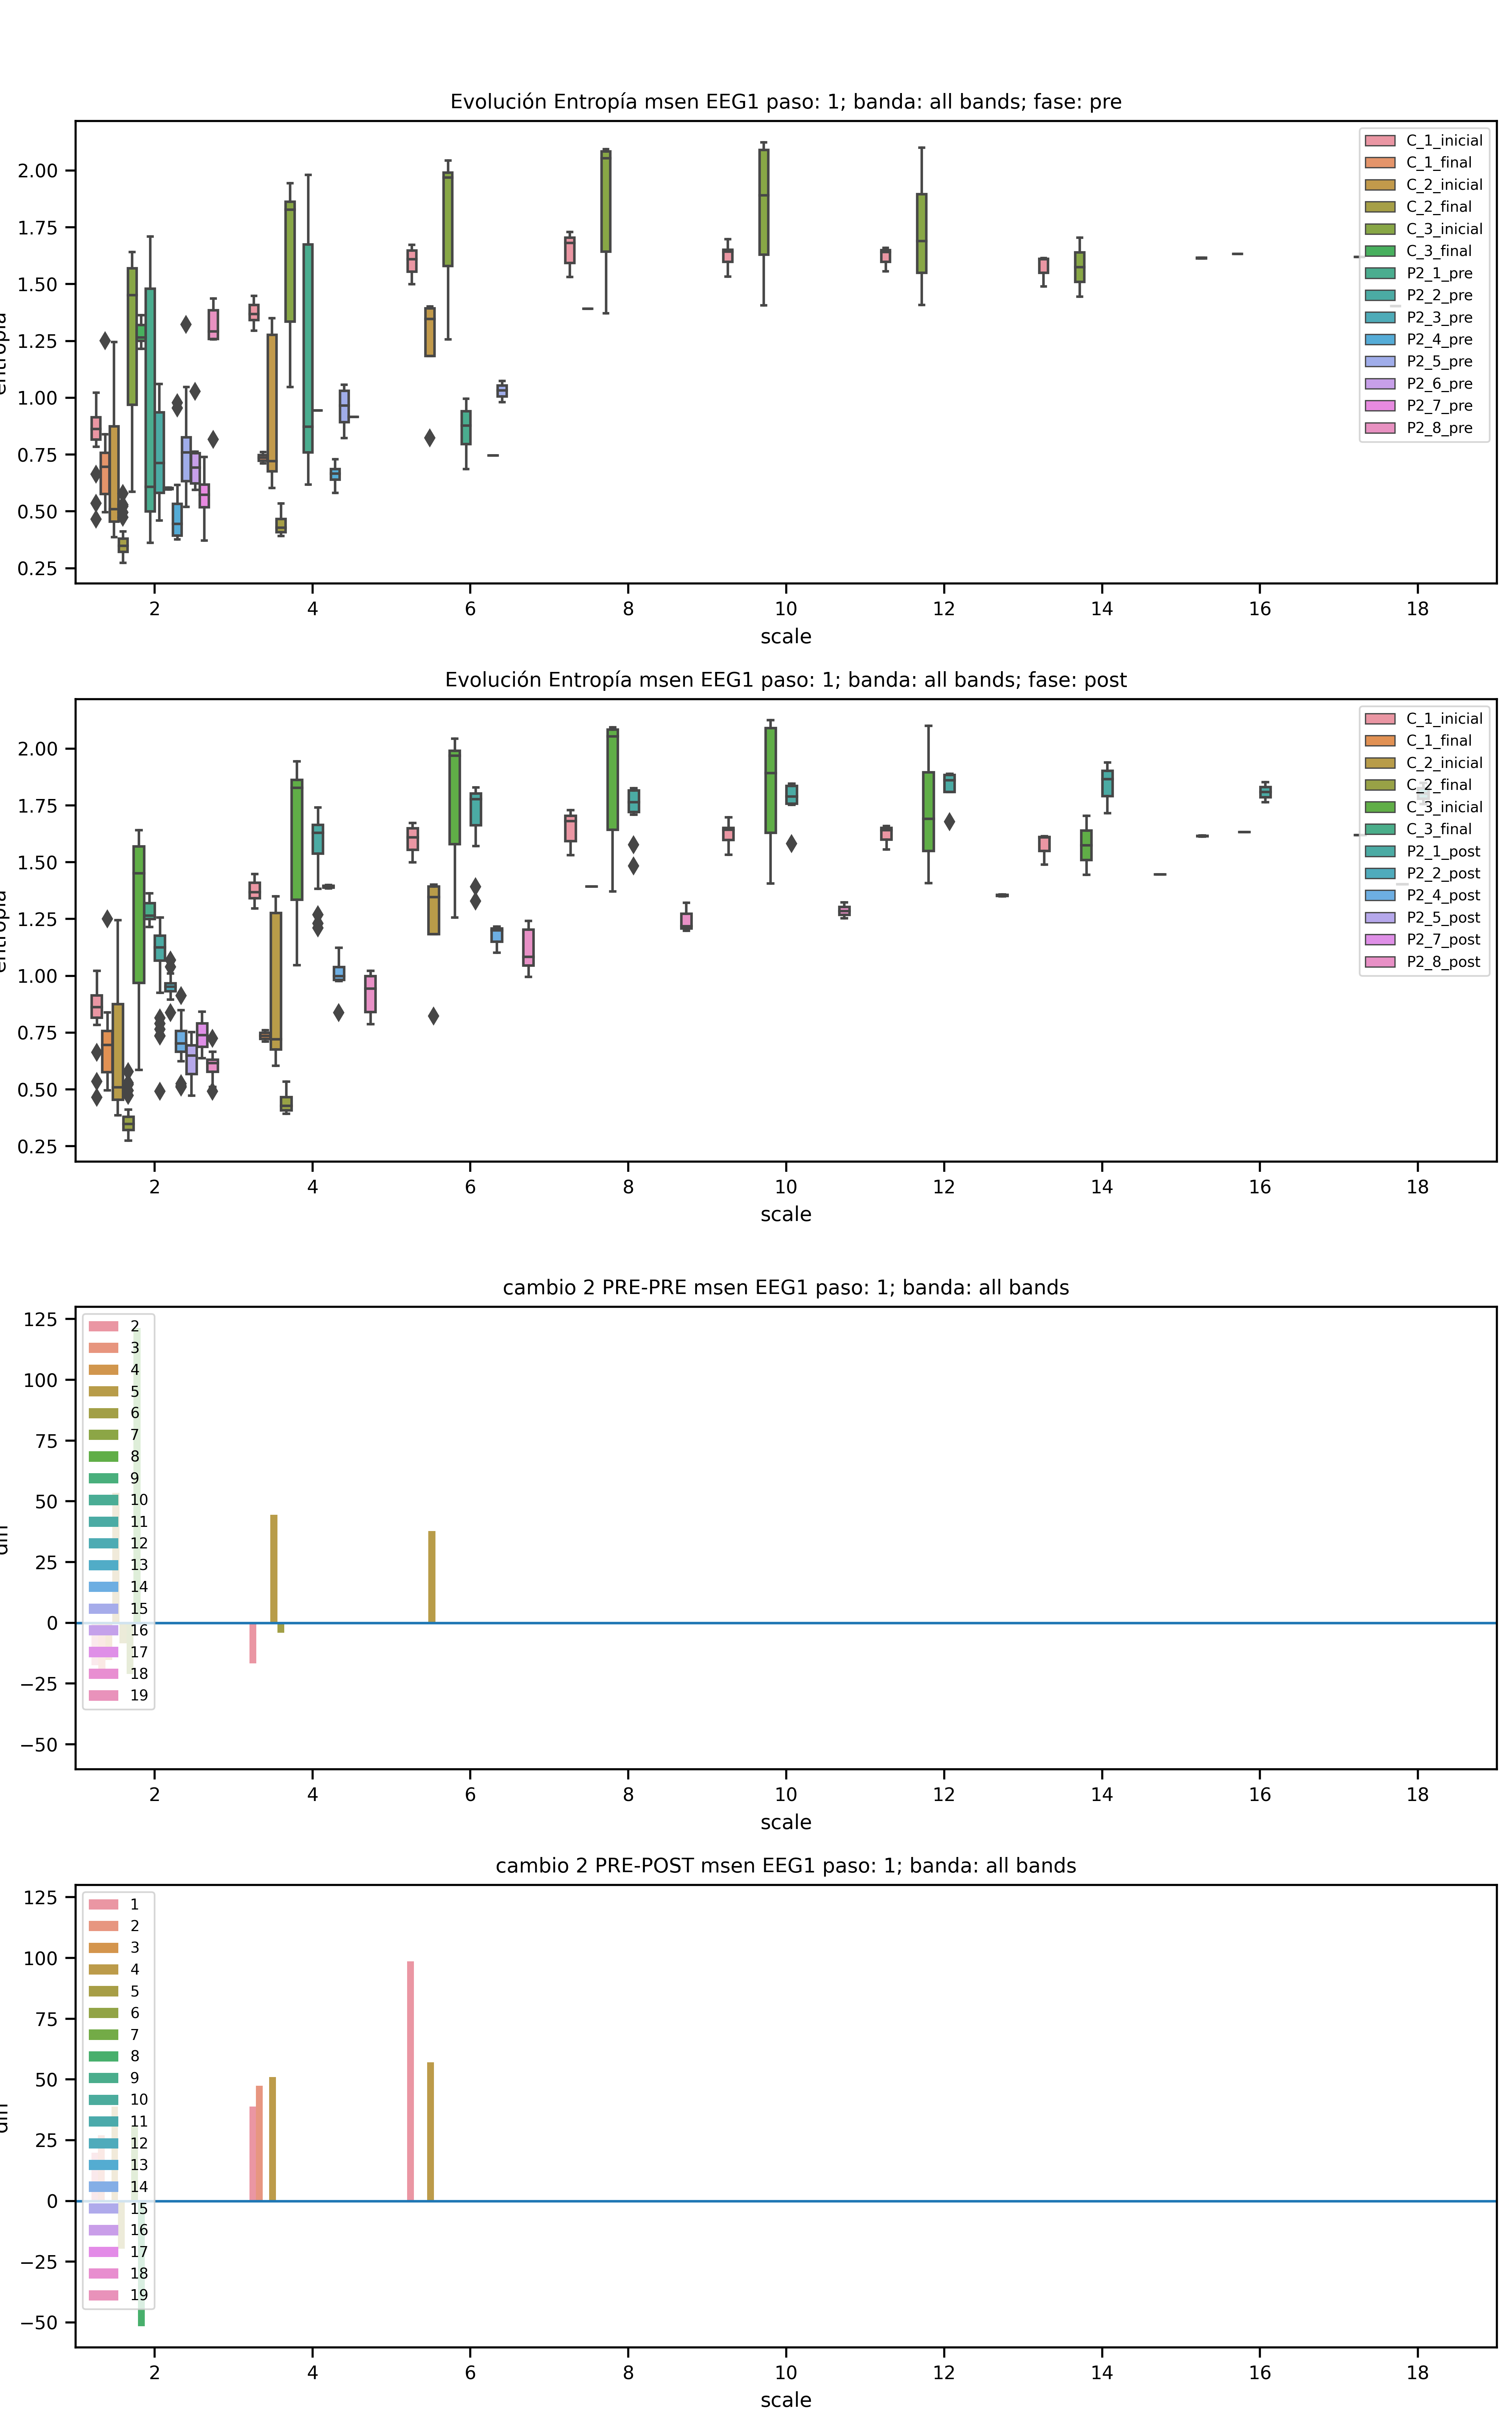 Evolución Entropía msen EEG1 paso: 1; banda: all bands; fase: pre
2.00
1.75
1.50
1.25
1.00
0.75
0.50
0.25
2 4 6 8 10 12 14 16 18
scale
C_1_inicial
C_1_final
C_2_inicial
C_2_final
C_3_inicial
C_3_final
P2_1_pre
P2_2_pre
P2_3_pre
P2_4_pre
P2_5_pre
P2_6_pre
P2_7_pre
P2_8_pre
Evolución Entropía msen EEG1 paso: 1; banda: all bands; fase: post
2.00
1.75
1.50
1.25
1.00
0.75
0.50
0.25
2 4 6 8 10 12 14 16 18
scale
C_1_inicial
C_1_final
C_2_inicial
C_2_final
C_3_inicial
C_3_final
P2_1_post
P2_2_post
P2_4_post
P2_5_post
P2_7_post
P2_8_post
cambio 2 PRE-PRE msen EEG1 paso: 1; banda: all bands
125
100
75
50
25
0
−25
−50
2
3
4
5
6
7
8
9
10
11
12
13
14
15
16
17
18
19
2 4 6 8 10 12 14 16 18
scale
cambio 2 PRE-POST msen EEG1 paso: 1; banda: all bands
125
100
75
50
25
0
−25
−50
1
2
3
4
5
6
7
8
9
10
11
12
13
14
15
16
17
18
19
2 4 6 8 10 12 14 16 18
scale